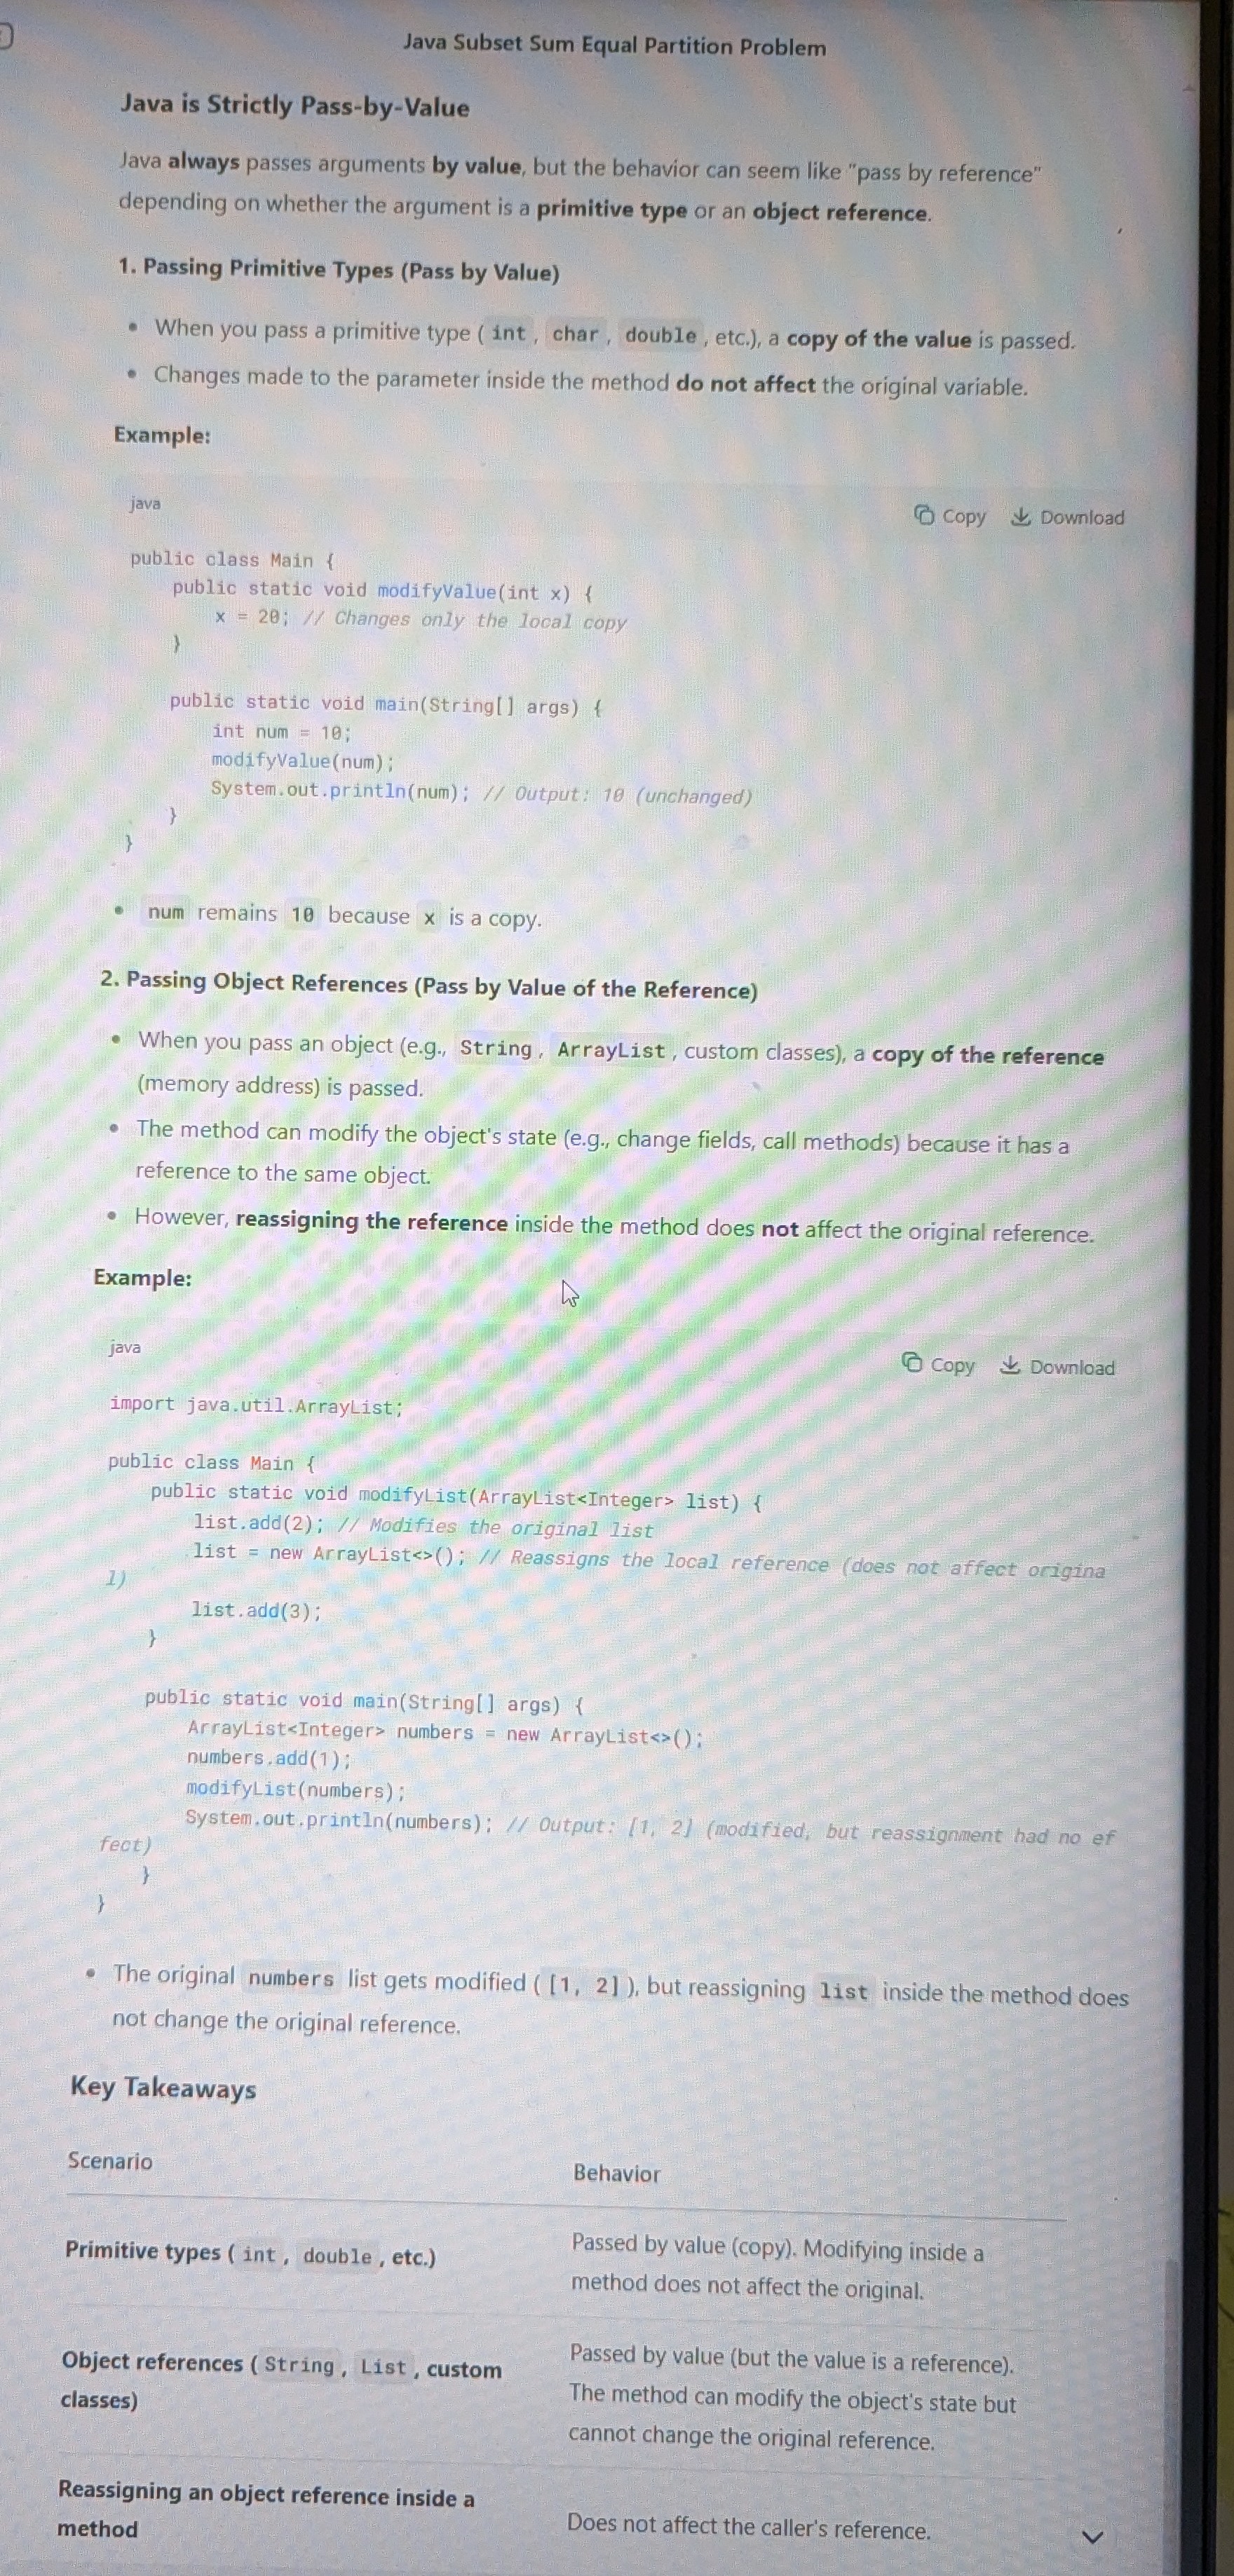 Java Subset Sum Equal Partition Problem
Java is Strictly Pass-by-Value
Java always passes arguments by value, but the behavior can seem like "pass by reference"
depending on whether the argument is a primitive type or an object reference.
1. Passing Primitive Types (Pass by Value)
• When you pass a primitive type ( int , char , double , etc.), a copy of the value is passed.
• Changes made to the parameter inside the method do not affect the original variable.
Example:
java
Copy Download
public class Main {
    public static void modifyValue(int x) {
        x = 20; // Changes only the local copy
    }
    public static void main(String[] args) {
        int num = 10;
        modifyValue(num);
        System.out.println(num); // Output: 10 (unchanged)
    }
}
• num remains 10 because x is a copy.
2. Passing Object References (Pass by Value of the Reference)
• When you pass an object (e.g., String , ArrayList , custom classes), a copy of the reference
(memory address) is passed.
• The method can modify the object's state (e.g., change fields, call methods) because it has a
reference to the same object.
• However, reassigning the reference inside the method does not affect the original reference.
Example:
java
Copy Download
import java.util.ArrayList;
public class Main {
    public static void modifyList(ArrayList<Integer> list) {
        list.add(2); // Modifies the original list
        list = new ArrayList<>(); // Reassigns the local reference (does not affect origina
l)
        list.add(3);
    }
    public static void main(String[] args) {
        ArrayList<Integer> numbers = new ArrayList<>();
        numbers.add(1);
        modifyList(numbers);
        System.out.println(numbers); // Output: [1, 2] (modified, but reassignment had no ef
fect)
    }
}
• The original numbers list gets modified ( [1, 2] ), but reassigning list inside the method does
not change the original reference.
Key Takeaways
Scenario
Behavior
Primitive types ( int , double , etc.)
Passed by value (copy). Modifying inside a
method does not affect the original.
Object references ( String , List , custom
classes)
Passed by value (but the value is a reference).
The method can modify the object's state but
cannot change the original reference.
Reassigning an object reference inside a
method
Does not affect the caller's reference.